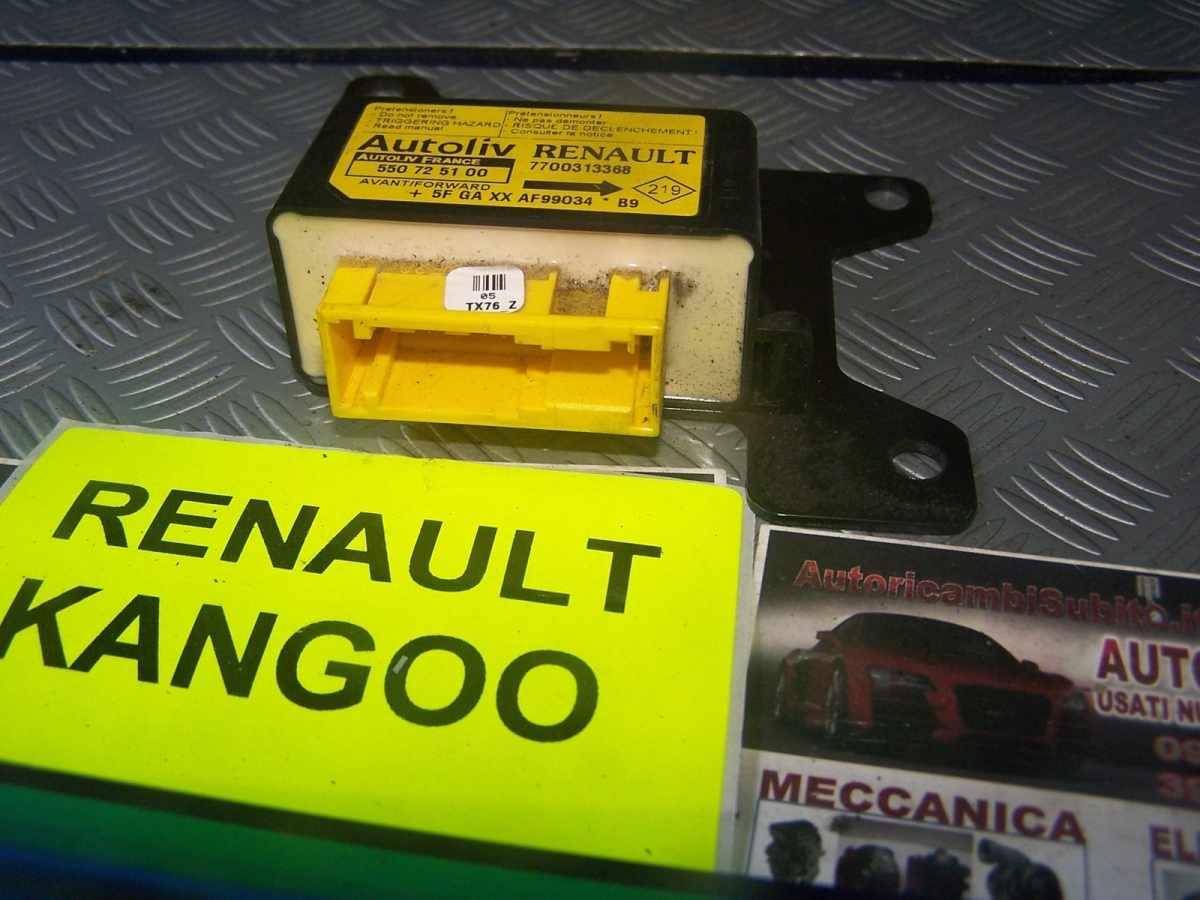 Pretensioners !
- Do not remove.
TRIGGERING HAZARD
- Read manual
Prétensionneurs !
- Ne pas démonter
- RISQUE DE DECLENCHEMENT !
- Consulter la notice
Autoliv
RENAULT
AUTOLIV FRANCE
7700313368
550 72 51 00
AVANT/FORWARD
219
+ 5F GA XX AF99034 * B9
05
TX76 Z
RENAULT
KANGOO
AutoricambiSubito.it
USATI
MECCANICA